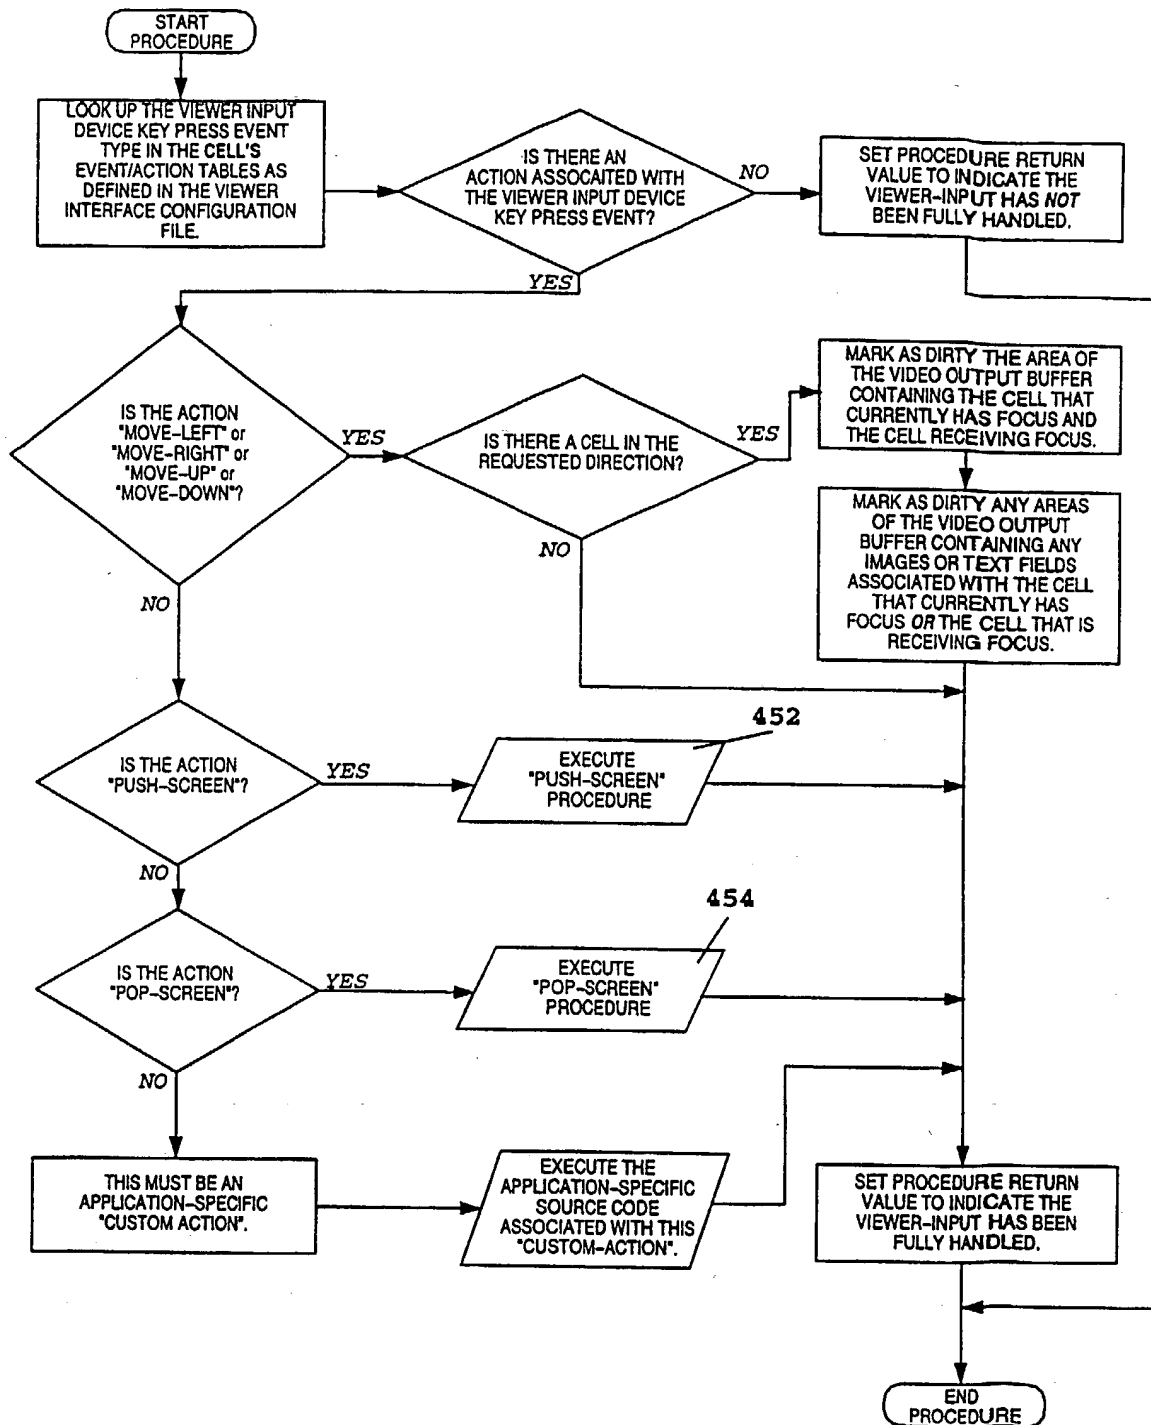 START
PROCEDURE
LOOK UP THE VIEWER INPUT
DEVICE KEY PRESS EVENT
TYPE IN THE CELL'S
EVENT/ACTION TABLES AS
DEFINED IN THE VIEWER
INTERFACE CONFIGURATION
FILE.
IS THERE AN
ACTION ASSOCAITED WITH
THE VIEWER INPUT DEVICE
KEY PRESS EVENT?
NO
SET PROCEDURE RETURN
VALUE TO INDICATE THE
VIEWER-INPUT HAS NOT
BEEN FULLY HANDLED.
YES
IS THE ACTION
"MOVE-LEFT" or
"MOVE-RIGHT" or
"MOVE-UP" or
"MOVE-DOWN"?
YES
IS THERE A CELL IN THE
REQUESTED DIRECTION?
YES
MARK AS DIRTY THE AREA OF
THE VIDEO OUTPUT BUFFER
CONTAINING THE CELL THAT
CURRENTLY HAS FOCUS AND
THE CELL RECEIVING FOCUS.
MARK AS DIRTY ANY AREAS
OF THE VIDEO OUTPUT
BUFFER CONTAINING ANY
IMAGES OR TEXT FIELDS
ASSOCIATED WITH THE CELL
THAT CURRENTLY HAS
FOCUS OR THE CELL THAT IS
RECEIVING FOCUS.
NO
NO
IS THE ACTION
"PUSH-SCREEN"?
YES
EXECUTE
"PUSH-SCREEN"
PROCEDURE
452
NO
IS THE ACTION
"POP-SCREEN"?
YES
EXECUTE
"POP-SCREEN"
PROCEDURE
454
NO
THIS MUST BE AN
APPLICATION-SPECIFIC
"CUSTOM ACTION".
EXECUTE THE
APPLICATION-SPECIFIC
SOURCE CODE
ASSOCIATED WITH THIS
"CUSTOM-ACTION".
SET PROCEDURE RETURN
VALUE TO INDICATE THE
VIEWER-INPUT HAS BEEN
FULLY HANDLED.
END
PROCEDURE